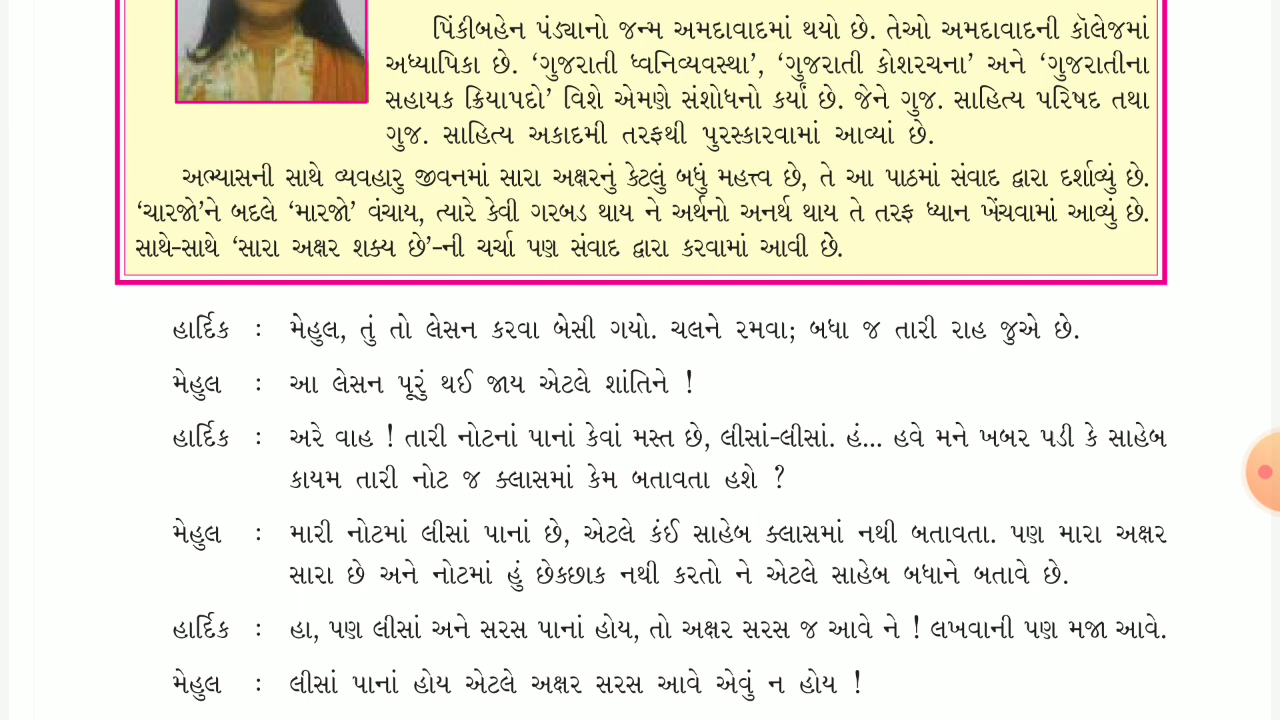 પિંકીબહેન પંડ્યાનો જન્મ અમદાવાદમાં થયો છે. તેઓ અમદાવાદની કૉલેજમાં
અધ્યાપિકા છે. ‘ગુજરાતી ધ્વનિવ્યવસ્થા’, ‘ગુજરાતી કોશરચના’ અને ‘ગુજરાતીના
સહાયક ક્રિયાપદો’ વિશે એમણે સંશોધનો કર્યાં છે. જેને ગુજ. સાહિત્ય પરિષદ તથા
ગુજ. સાહિત્ય અકાદમી તરફથી પુરસ્કારવામાં આવ્યાં છે.
અભ્યાસની સાથે વ્યવહારુ જીવનમાં સારા અક્ષરનું કેટલું બધું મહત્ત્વ છે, તે આ પાઠમાં સંવાદ દ્વારા દર્શાવ્યું છે.
‘ચારજો’ને બદલે ‘મારજો’ વંચાય, ત્યારે કેવી ગરબડ થાય ને અર્થનો અનર્થ થાય તે તરફ ધ્યાન ખેંચવામાં આવ્યું છે.
સાથે-સાથે ‘સારા અક્ષર શક્ય છે’-ની ચર્ચા પણ સંવાદ દ્વારા કરવામાં આવી છે.
હાર્દિક : મેહુલ, તું તો લેસન કરવા બેસી ગયો. ચલને રમવા; બધા જ તારી રાહ જુએ છે.
મેહુલ : આ લેસન પૂરું થઈ જાય એટલે શાંતિને !
હાર્દિક : અરે વાહ ! તારી નોટનાં પાનાં કેવાં મસ્ત છે, લીસાં-લીસાં. હં... હવે મને ખબર પડી કે સાહેબ
કાયમ તારી નોટ જ ક્લાસમાં કેમ બતાવતા હશે ?
મેહુલ : મારી નોટમાં લીસાં પાનાં છે, એટલે કંઈ સાહેબ ક્લાસમાં નથી બતાવતા. પણ મારા અક્ષર
સારા છે અને નોટમાં હું છેકછાક નથી કરતો ને એટલે સાહેબ બધાને બતાવે છે.
હાર્દિક : હા, પણ લીસાં અને સરસ પાનાં હોય, તો અક્ષર સરસ જ આવે ને ! લખવાની પણ મજા આવે.
મેહુલ : લીસાં પાનાં હોય એટલે અક્ષર સરસ આવે એવું ન હોય !